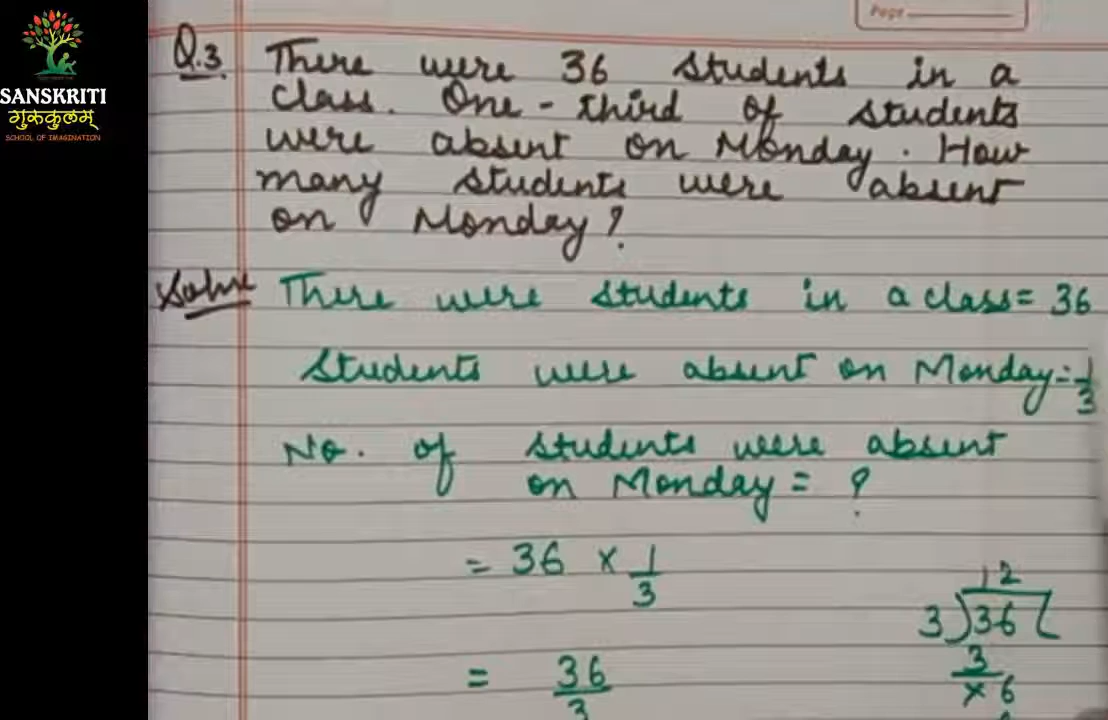 SANSKRITI
गुरुकुलम्
SCHOOL OF IMAGINATION
Page
Q.3. There were 36 students in a
class. One-third of students
were absent on Monday. How
many students were absent
on Monday?
Solne There were students in a class = 36
Students were absent on Monday = 1/3
No. of students were absent
on Monday = ?
= 36 × 1/3
12
3)36(
= 36/3
3
×6